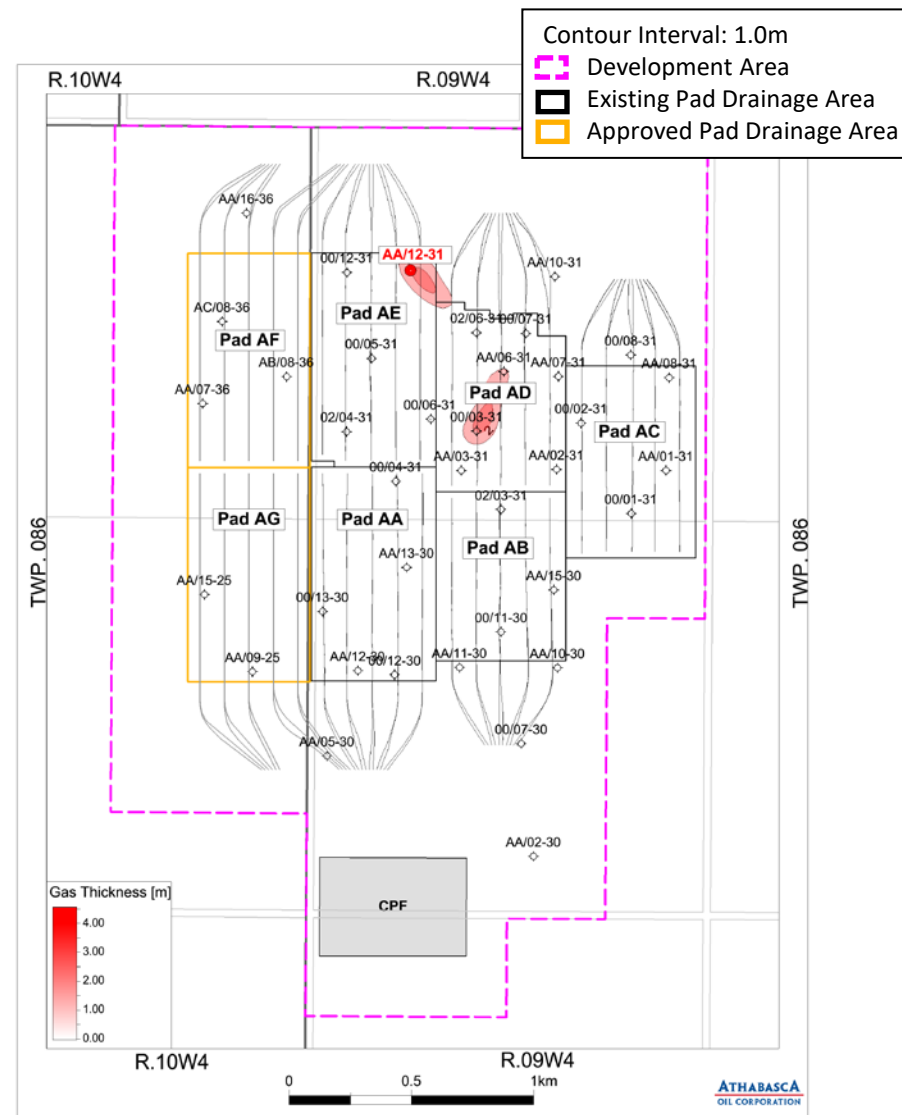 Contour Interval: 1.0m
Development Area
Existing Pad Drainage Area
Approved Pad Drainage Area
R.10W4
R.09W4
AA/16-36
00/12-31
AA/12-31
AA/10-31
AC/08-36
Pad AF
Pad AE
02/06-31
00/07-31
AB/08-36
00/05-31
AA/06-31
AA/07-31
00/08-31
AA/08-31
AA/07-36
Pad AD
02/04-31
00/06-31
00/03-31
2
00/02-31
Pad AC
00/04-31
AA/03-31
AA/02-31
AA/01-31
Pad AG
Pad AA
02/03-31
00/01-31
Pad AB
TWP. 086
TWP. 086
AA/15-25
AA/13-30
00/13-30
AA/15-30
00/11-30
AA/09-25
AA/12-30
00/12-30
AA/11-30
AA/10-30
AA/05-30
00/07-30
AA/02-30
CPF
Gas Thickness [m]
4.00
3.00
2.00
1.00
0.00
R.10W4
R.09W4
0 0.5 1km
ATHABASCA
OIL CORPORATION